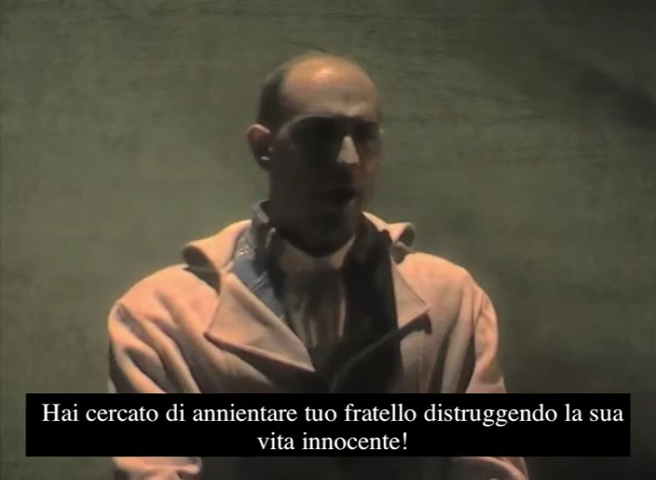 Hai cercato di annientare tuo fratello distruggendo la sua
vita innocente!